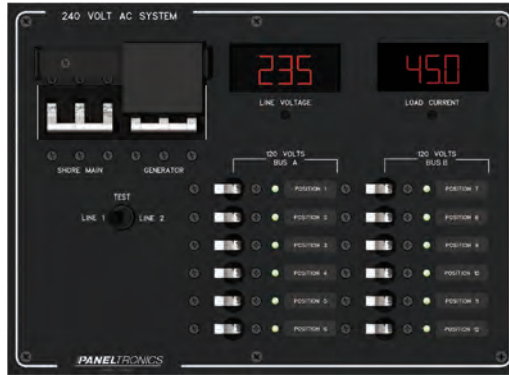 240 VOLT AC SYSTEM
235
LINE VOLTAGE
45.0
LOAD CURRENT
SHORE MAIN
GENERATOR
TEST
LINE 1
LINE 2
120 VOLTS
BUS A
POSITION 1
POSITION 2
POSITION 3
POSITION 4
POSITION 5
POSITION 6
120 VOLTS
BUS B
POSITION 7
POSITION 8
POSITION 9
POSITION 10
POSITION 11
POSITION 12
PANELTRONICS